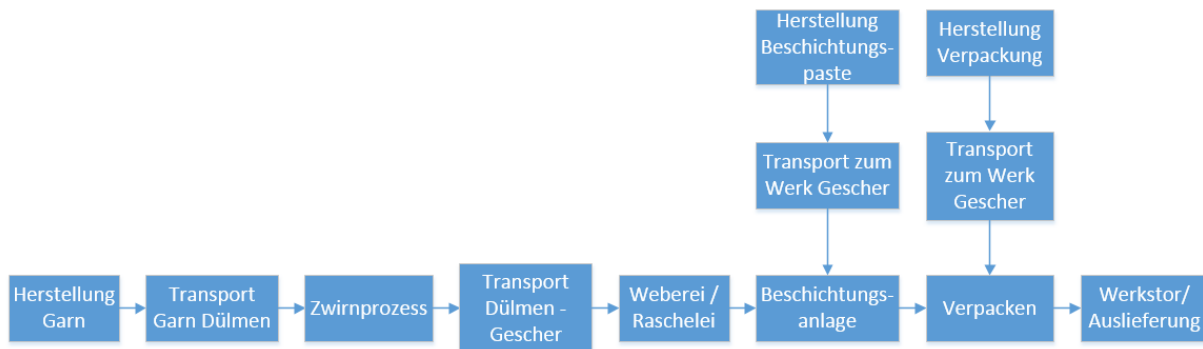 Herstellung
Beschichtungs-
paste
Herstellung
Verpackung
Transport zum
Werk Gescher
Transport
zum Werk
Gescher
Herstellung
Garn
Transport
Garn Dülmen
Zwirnprozess
Transport
Dülmen -
Gescher
Weberei /
Raschelei
Beschichtungs-
anlage
Verpacken
Werkstor/
Auslieferung